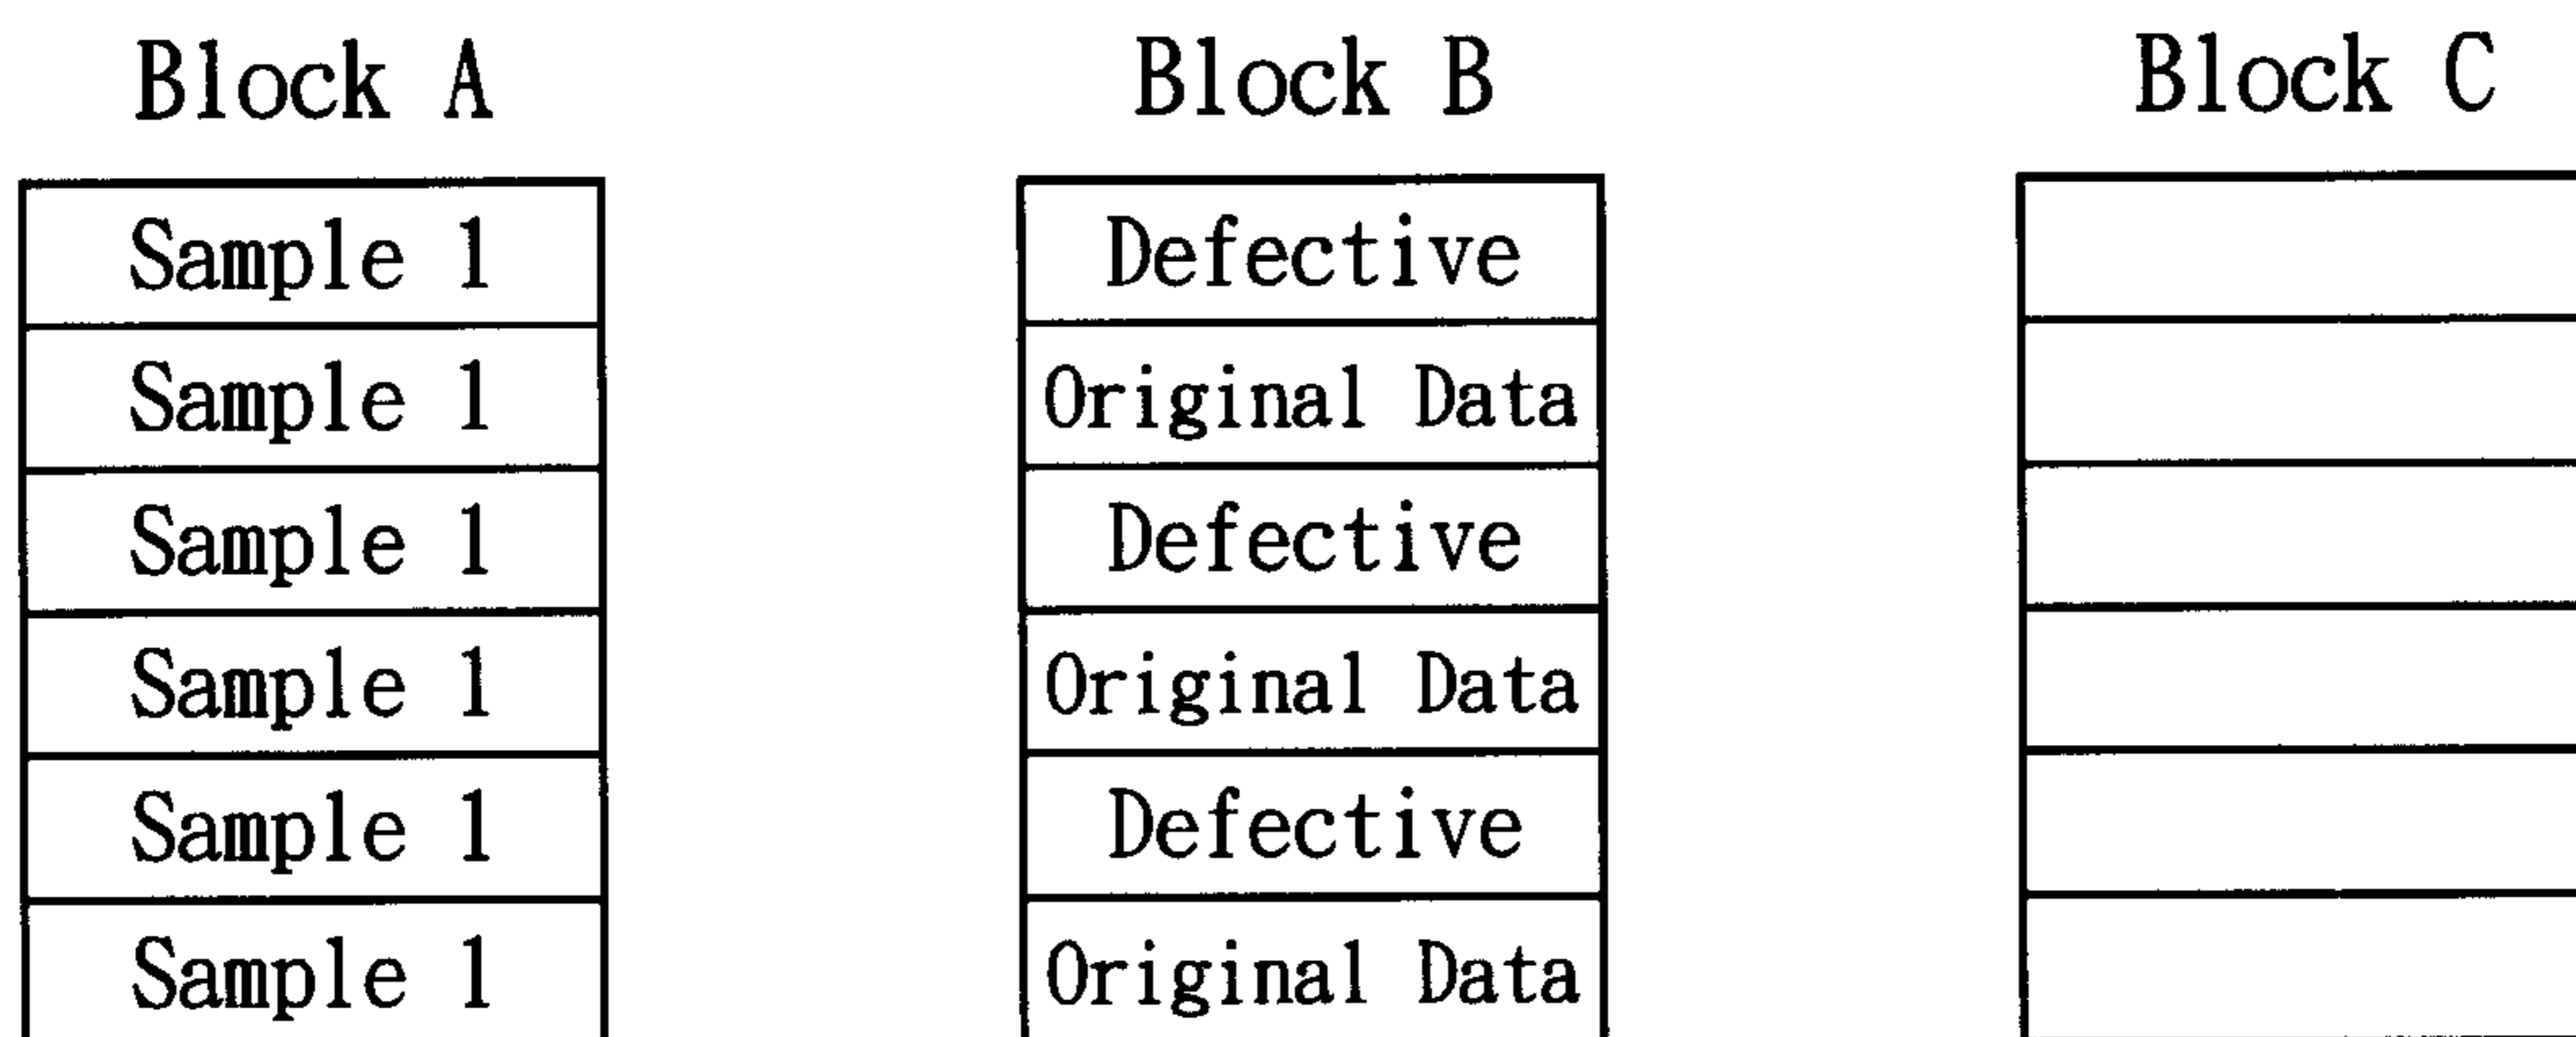 Block A
Block B
Block C
Sample 1
Defective
Sample 1
Original Data
Sample 1
Defective
Sample 1
Original Data
Sample 1
Defective
Sample 1
Original Data